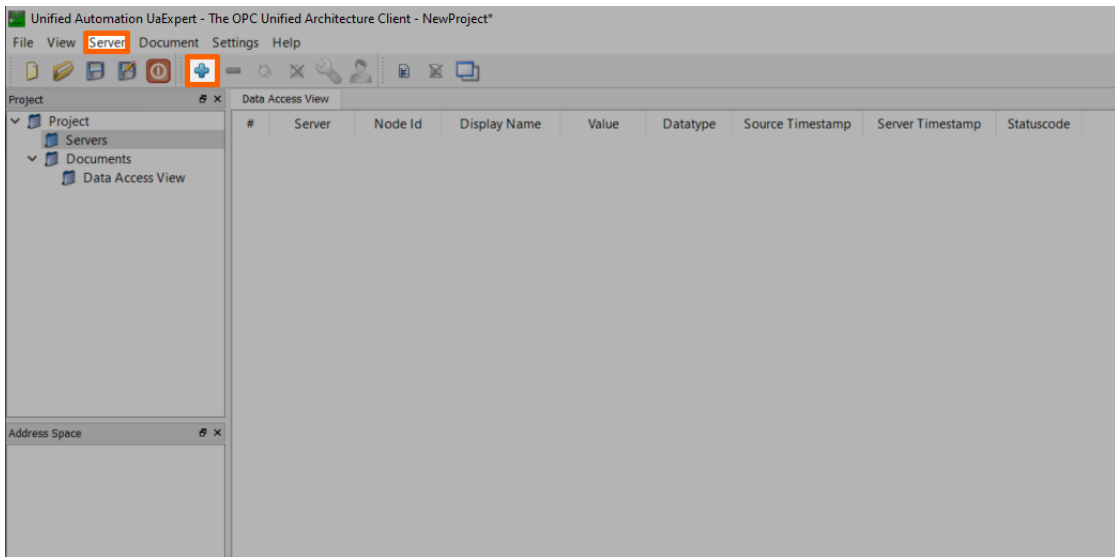 Unified Automation UaExpert - The OPC Unified Architecture Client - NewProject*
File View Server Document Settings Help
Project
Data Access View
Project
# Server Node Id Display Name Value Datatype Source Timestamp Server Timestamp Statuscode
Servers
Documents
Data Access View
Address Space